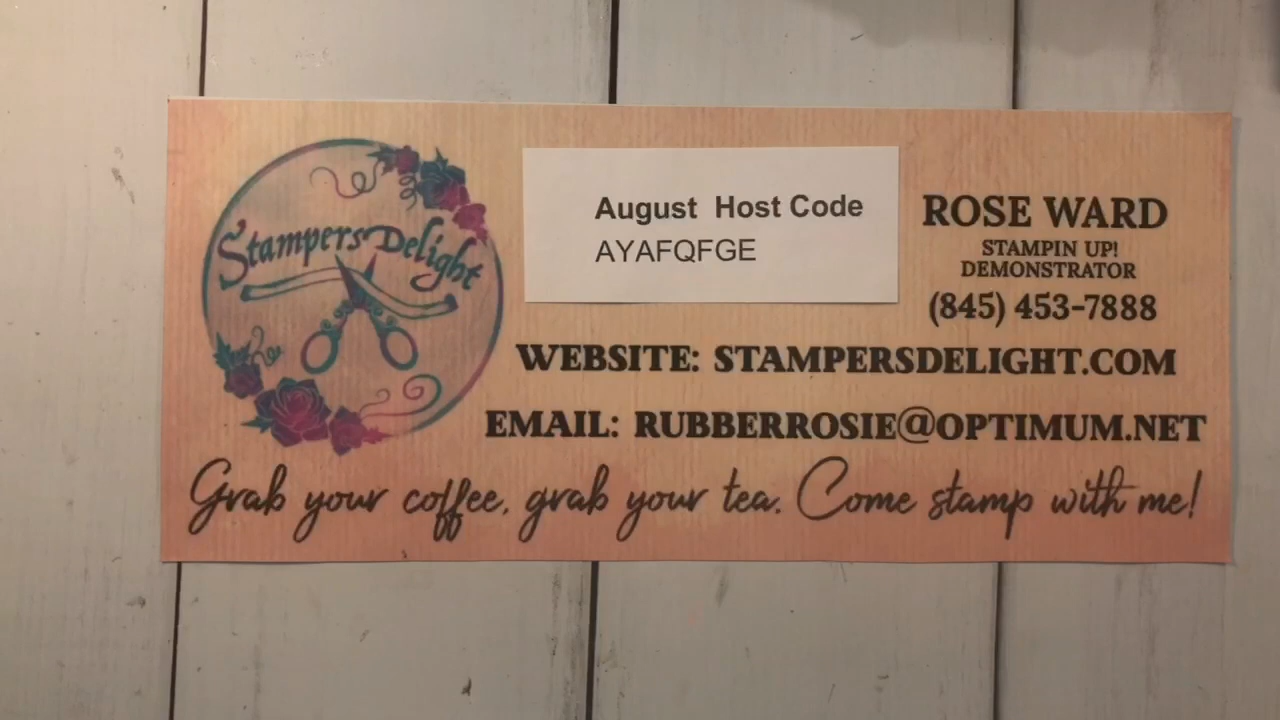 Stampers Delight
August Host Code
AYAFQFGE
ROSE WARD
STAMPIN UP!
DEMONSTRATOR
(845) 453-7888
WEBSITE: STAMPERSDELIGHT.COM
EMAIL: RUBBERROSIE@OPTIMUM.NET
Grab your coffee, grab your tea. Come stamp with me!